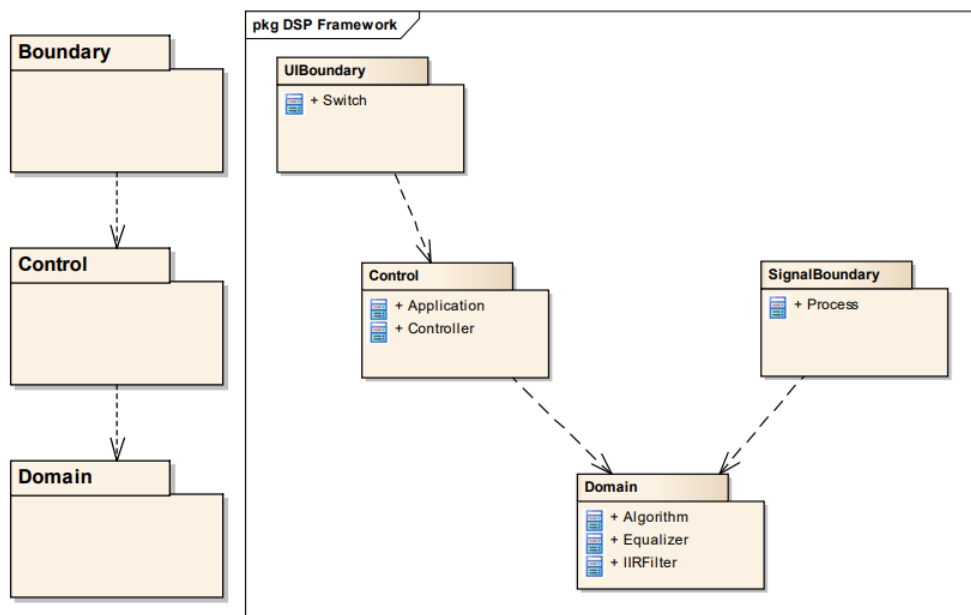 Boundary
Control
Domain
pkg DSP Framework
UIBoundary
+ Switch
Control
+ Application
+ Controller
SignalBoundary
+ Process
Domain
+ Algorithm
+ Equalizer
+ IIRFilter